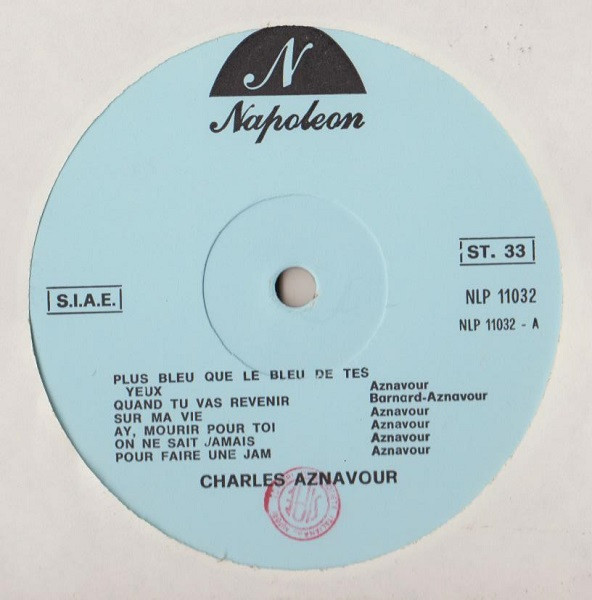 N
Napoleon
ST. 33
S.I.A.E.
NLP 11032
NLP 11032 - A
PLUS BLEU QUE LE BLEU DE TES
YEUX Aznavour
QUAND TU VAS REVENIR Barnard-Aznavour
SUR MA VIE Aznavour
AY, MOURIR POUR TOI Aznavour
ON NE SAIT JAMAIS Aznavour
POUR FAIRE UNE JAM Aznavour
CHARLES AZNAVOUR